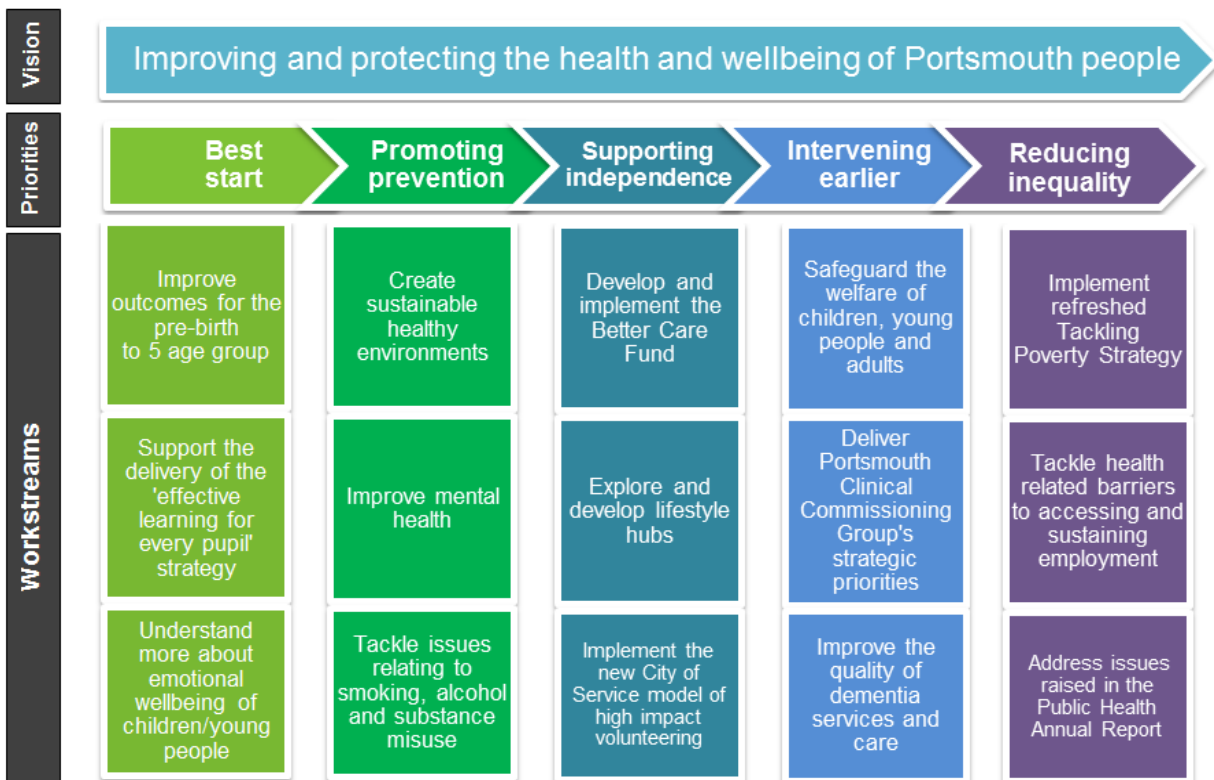 Vision
Improving and protecting the health and wellbeing of Portsmouth people
Priorities
Best
start
Promoting
prevention
Supporting
independence
Intervening
earlier
Reducing
inequality
Workstreams
Improve
outcomes for the
pre-birth
to 5 age group
Create
sustainable
healthy
environments
Develop and
implement the
Better Care
Fund
Safeguard the
welfare of
children, young
people and
adults
Implement
refreshed
Tackling
Poverty Strategy
Support the
delivery of the
'effective
learning for
every pupil'
strategy
Improve mental
health
Explore and
develop lifestyle
hubs
Deliver
Portsmouth
Clinical
Commissioning
Group's
strategic
priorities
Tackle health
related barriers
to accessing and
sustaining
employment
Understand
more about
emotional
wellbeing of
children/young
people
Tackle issues
relating to
smoking, alcohol
and substance
misuse
Implement the
new City of
Service model of
high impact
volunteering
Improve the
quality of
dementia
services and
care
Address issues
raised in the
Public Health
Annual Report